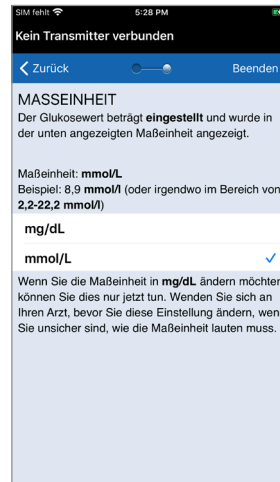 SIM fehlt 5:28 PM
Kein Transmitter verbunden
Zurück Beenden
MASSEINHEIT
Der Glukosewert beträgt eingestellt und wurde in
der unten angezeigten Maßeinheit angezeigt.
Maßeinheit: mmol/L
Beispiel: 8,9 mmol/l (oder irgendwo im Bereich von
2,2-22,2 mmol/l)
mg/dL
mmol/L
Wenn Sie die Maßeinheit in mg/dL ändern möchten
können Sie dies nur jetzt tun. Wenden Sie sich an
Ihren Arzt, bevor Sie diese Einstellung ändern, wen
Sie unsicher sind, wie die Maßeinheit lauten muss.